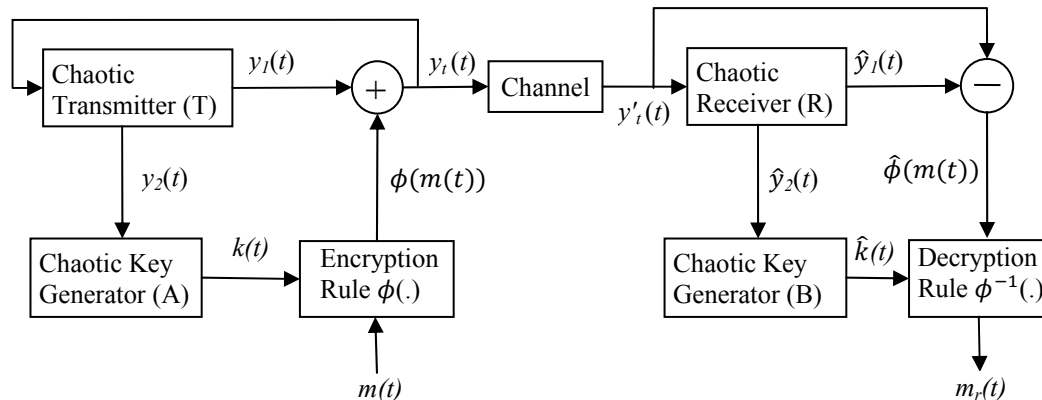 Chaotic
Transmitter (T)
y₁(t)
+
yₜ(t)
Channel
y'ₜ(t)
Chaotic
Receiver (R)
ŷ₁(t)
−
y₂(t)
ϕ(m(t))
ŷ₂(t)
ϕ̂(m(t))
Chaotic Key
Generator (A)
k(t)
Encryption
Rule ϕ(.)
Chaotic Key
Generator (B)
k̂(t)
Decryption
Rule ϕ⁻¹(.)
m(t)
mᵣ(t)